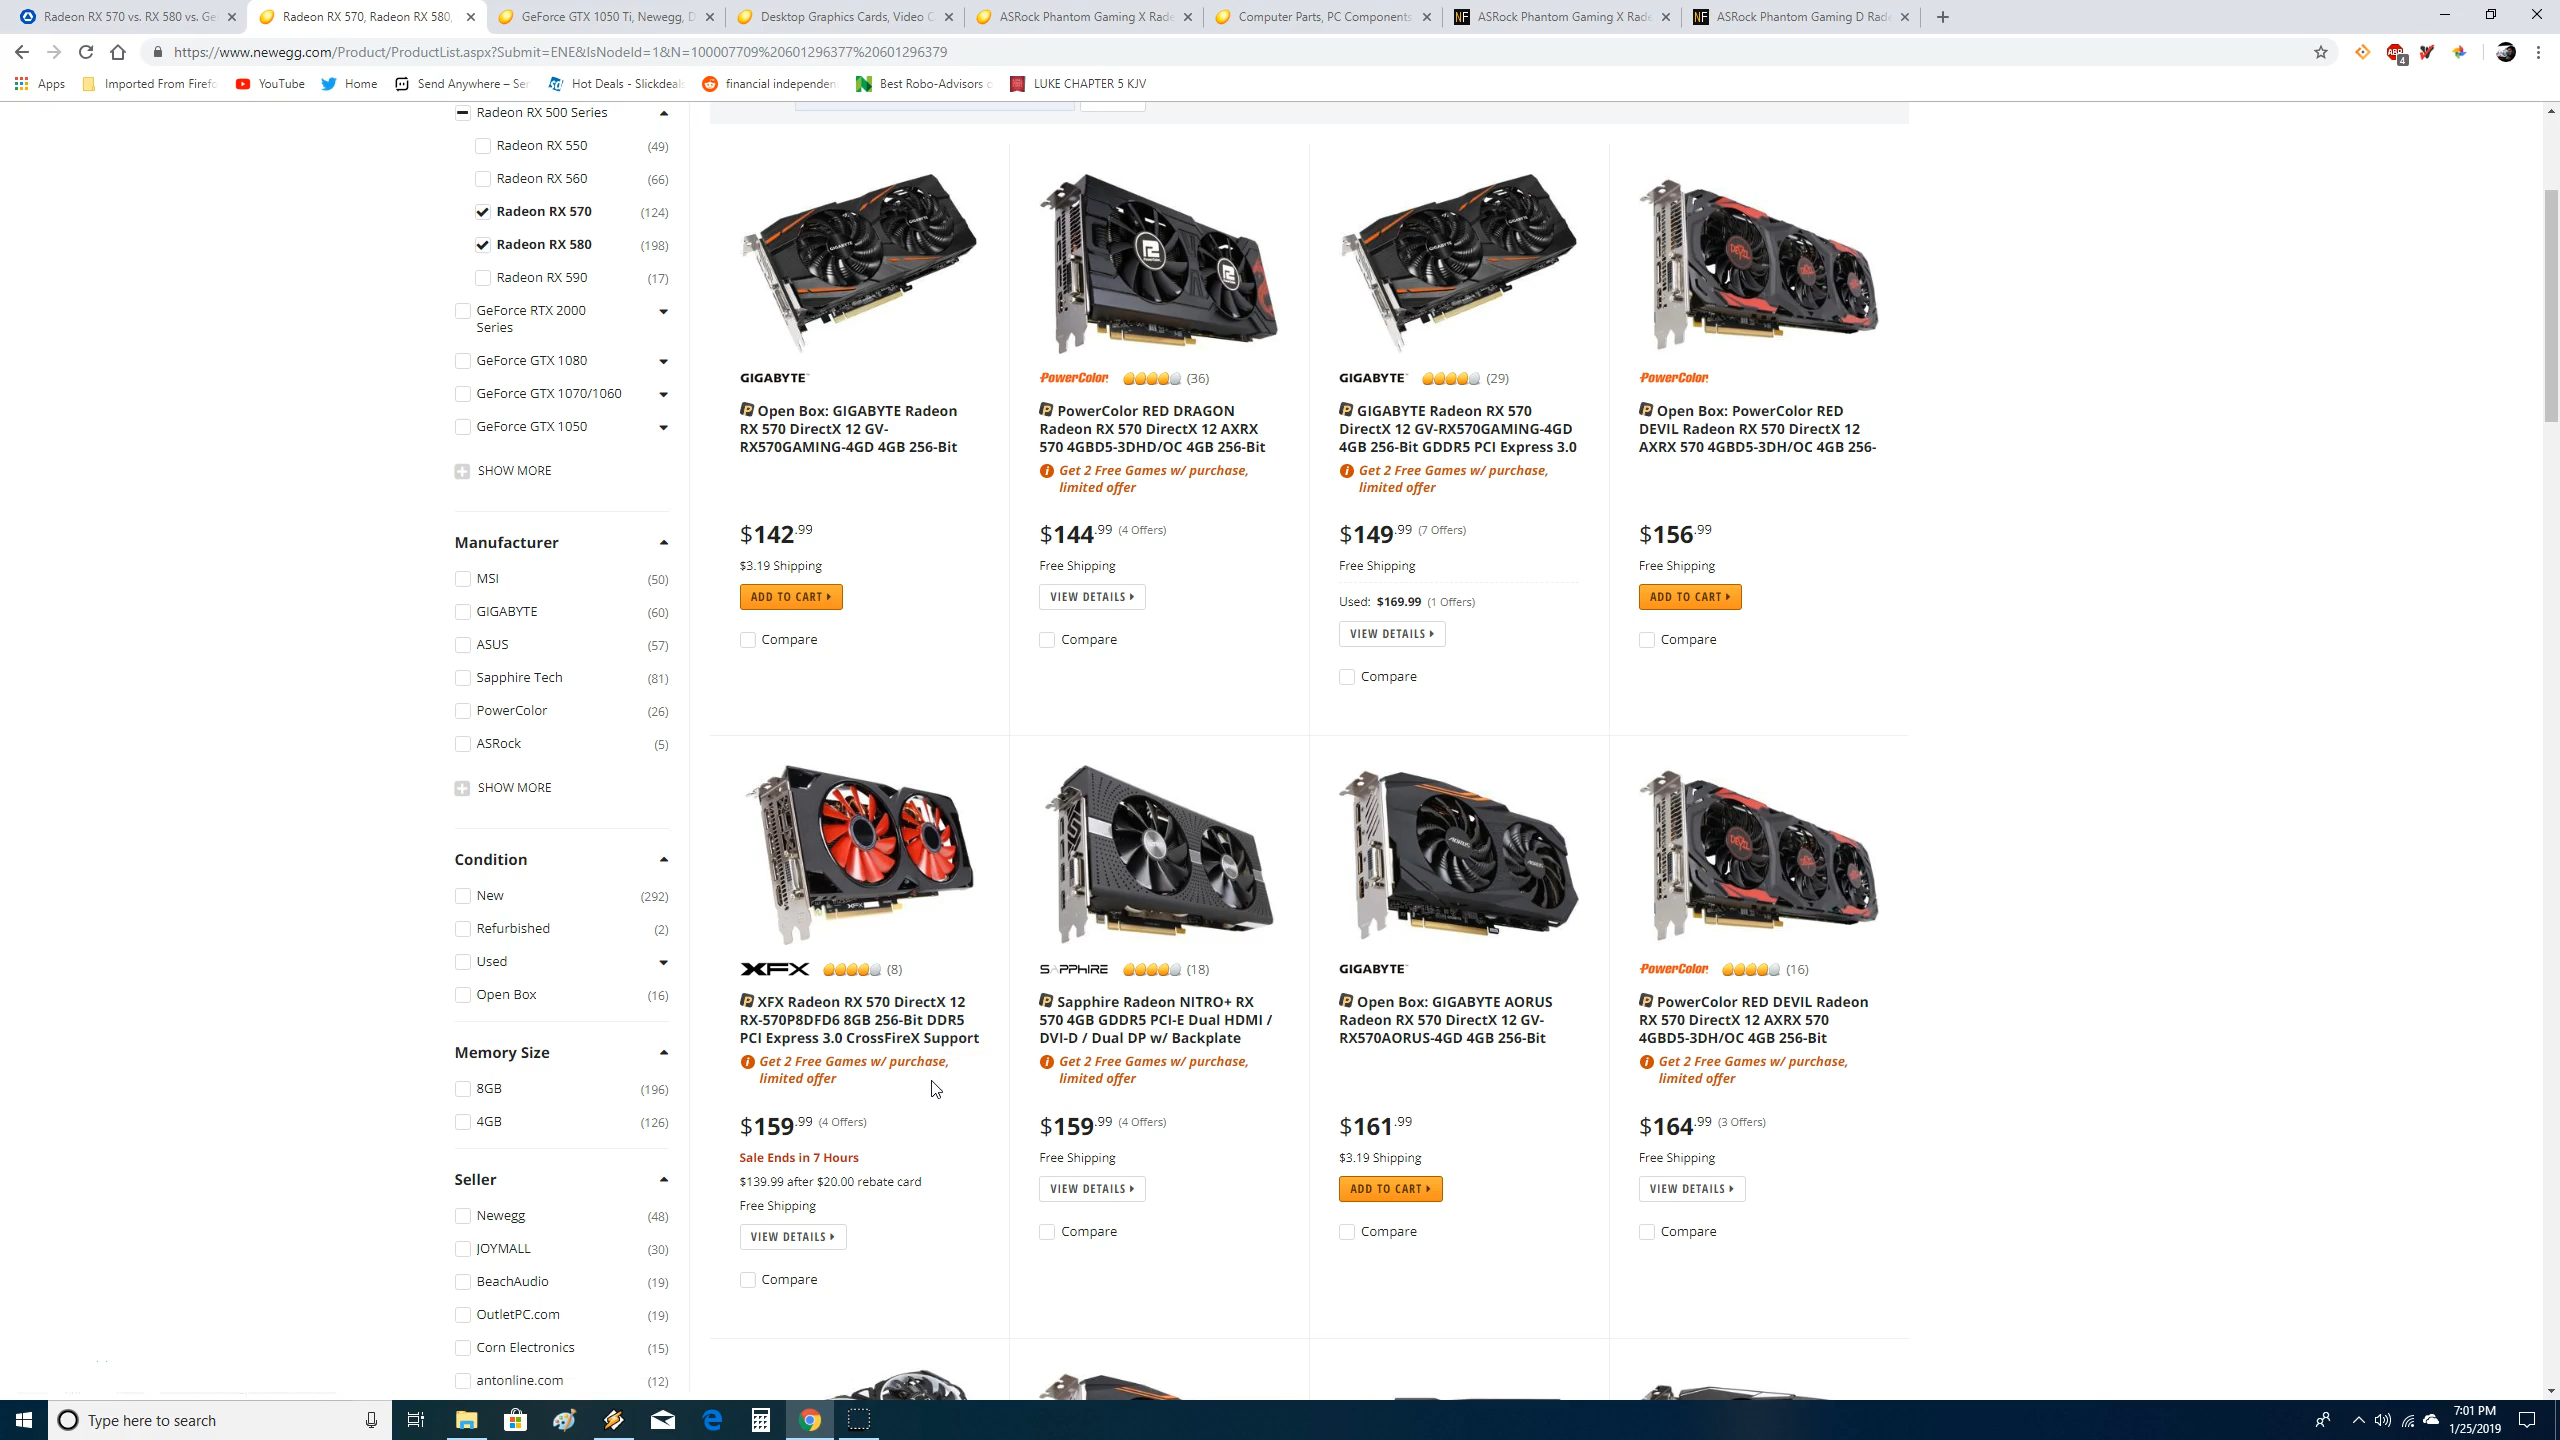 Radeon RX 570 vs. RX 580 vs. Ge
Radeon RX 570, Radeon RX 580,
GeForce GTX 1050 Ti, Newegg, D
Desktop Graphics Cards, Video C
ASRock Phantom Gaming X Rade
Computer Parts, PC Components
ASRock Phantom Gaming X Rade
ASRock Phantom Gaming D Rade
https://www.newegg.com/Product/ProductList.aspx?Submit=ENE&IsNodeId=1&N=100007709%20601296377%20601296379
Apps
Imported From Firefo
YouTube
Home
Send Anywhere – Ser
Hot Deals - Slickdeals
financial independen
Best Robo-Advisors o
LUKE CHAPTER 5 KJV
Radeon RX 500 Series
Radeon RX 550 (49)
Radeon RX 560 (66)
Radeon RX 570 (124)
Radeon RX 580 (198)
Radeon RX 590 (17)
GeForce RTX 2000
Series
GeForce GTX 1080
GeForce GTX 1070/1060
GeForce GTX 1050
SHOW MORE
Manufacturer
MSI (50)
GIGABYTE (60)
ASUS (57)
Sapphire Tech (81)
PowerColor (26)
ASRock (5)
SHOW MORE
Condition
New (292)
Refurbished (2)
Used
Open Box (16)
Memory Size
8GB (196)
4GB (126)
Seller
Newegg (48)
JOYMALL (30)
BeachAudio (19)
OutletPC.com (19)
Corn Electronics (15)
antonline.com (12)
GIGABYTE
Open Box: GIGABYTE Radeon
RX 570 DirectX 12 GV-
RX570GAMING-4GD 4GB 256-Bit
$142.99
$3.19 Shipping
ADD TO CART
Compare
PowerColor (36)
PowerColor RED DRAGON
Radeon RX 570 DirectX 12 AXRX
570 4GBD5-3DHD/OC 4GB 256-Bit
Get 2 Free Games w/ purchase,
limited offer
$144.99 (4 Offers)
Free Shipping
VIEW DETAILS
Compare
GIGABYTE (29)
GIGABYTE Radeon RX 570
DirectX 12 GV-RX570GAMING-4GD
4GB 256-Bit GDDR5 PCI Express 3.0
Get 2 Free Games w/ purchase,
limited offer
$149.99 (7 Offers)
Free Shipping
Used: $169.99 (1 Offers)
VIEW DETAILS
Compare
PowerColor
Open Box: PowerColor RED
DEVIL Radeon RX 570 DirectX 12
AXRX 570 4GBD5-3DH/OC 4GB 256-
$156.99
Free Shipping
ADD TO CART
Compare
XFX (8)
XFX Radeon RX 570 DirectX 12
RX-570P8DFD6 8GB 256-Bit DDR5
PCI Express 3.0 CrossFireX Support
Get 2 Free Games w/ purchase,
limited offer
$159.99 (4 Offers)
Sale Ends in 7 Hours
$139.99 after $20.00 rebate card
Free Shipping
VIEW DETAILS
Compare
SAPPHIRE (18)
Sapphire Radeon NITRO+ RX
570 4GB GDDR5 PCI-E Dual HDMI /
DVI-D / Dual DP w/ Backplate
Get 2 Free Games w/ purchase,
limited offer
$159.99 (4 Offers)
Free Shipping
VIEW DETAILS
Compare
GIGABYTE
Open Box: GIGABYTE AORUS
Radeon RX 570 DirectX 12 GV-
RX570AORUS-4GD 4GB 256-Bit
$161.99
$3.19 Shipping
ADD TO CART
Compare
PowerColor (16)
PowerColor RED DEVIL Radeon
RX 570 DirectX 12 AXRX 570
4GBD5-3DH/OC 4GB 256-Bit
Get 2 Free Games w/ purchase,
limited offer
$164.99 (3 Offers)
Free Shipping
VIEW DETAILS
Compare
Type here to search
7:01 PM
1/25/2019